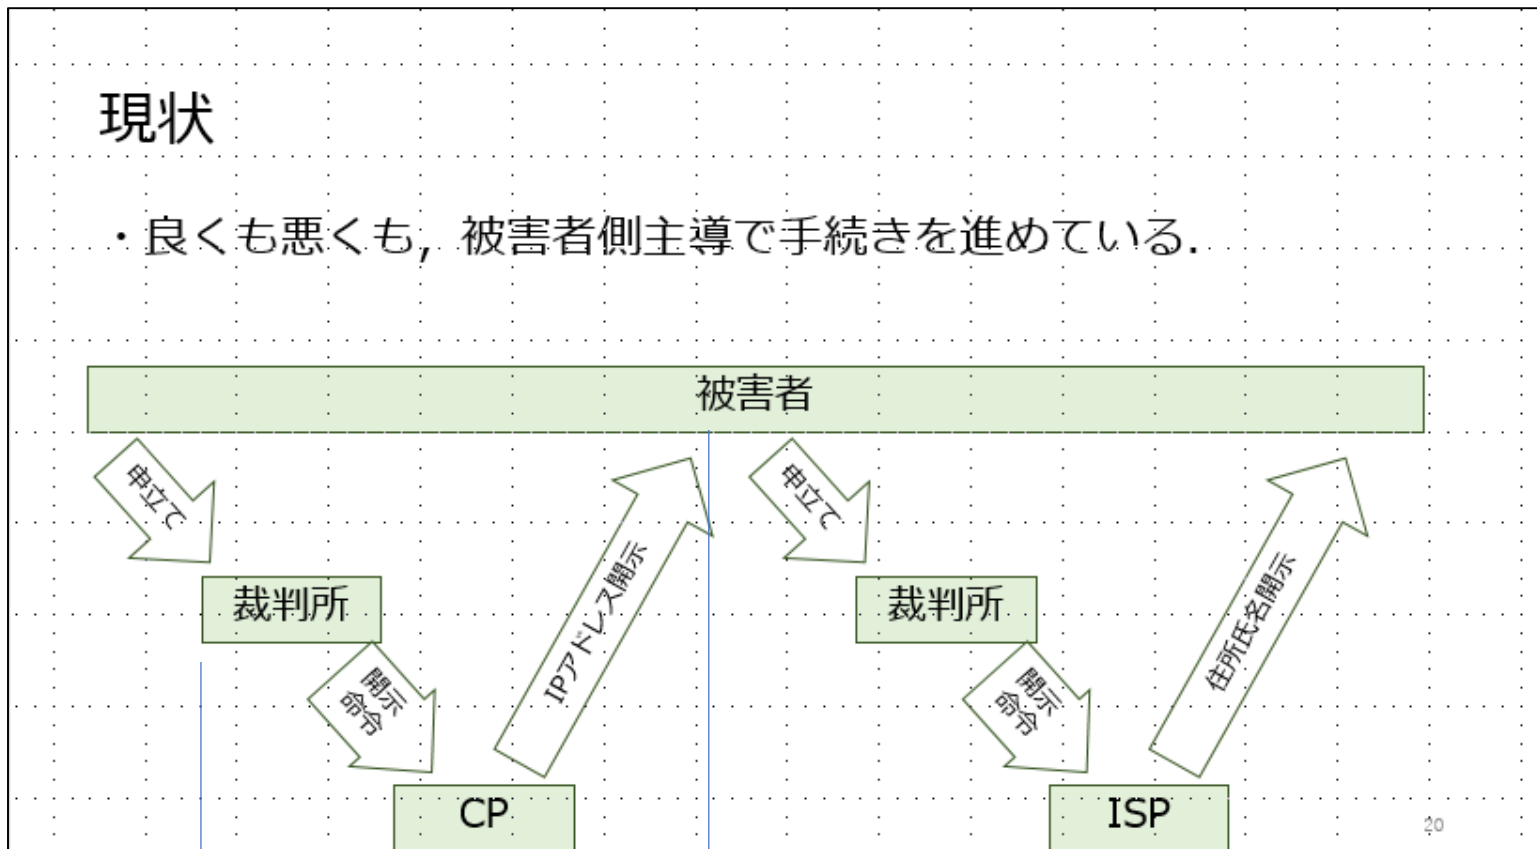 現状
・良くも悪くも，被害者側主導で手続きを進めている．
被害者
申立て
申立て
裁判所
裁判所
IPアドレス開示
住所氏名開示
開示
命令
開示
命令
CP
ISP
20